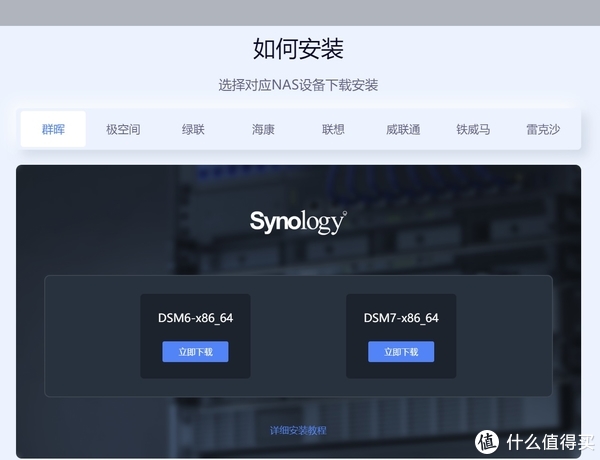 如何安装
选择对应NAS设备下载安装
群晖 极空间 绿联 海康 联想 威联通 铁威马 雷克沙
Synology®
DSM6-x86_64 DSM7-x86_64
立即下载 立即下载
详细安装教程
值 什么值得买